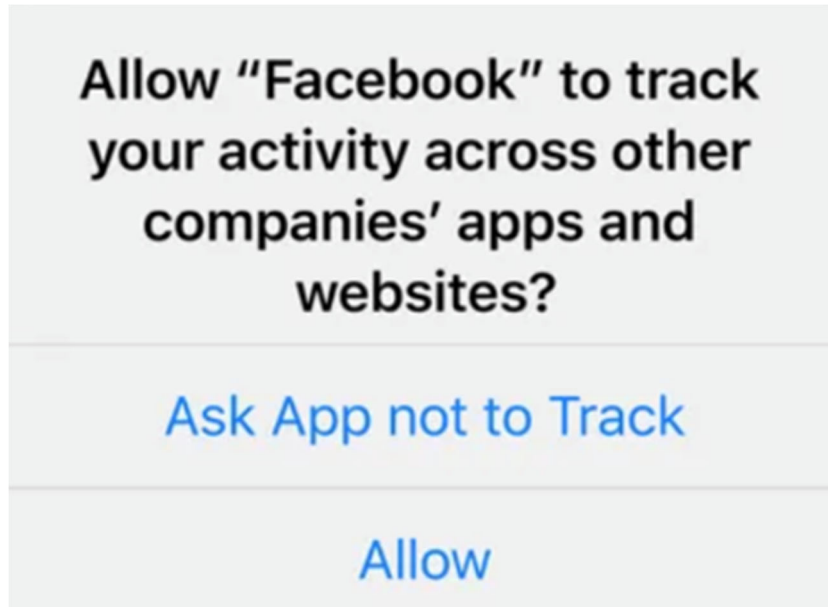 Allow “Facebook” to track
your activity across other
companies’ apps and
websites?
Ask App not to Track
Allow